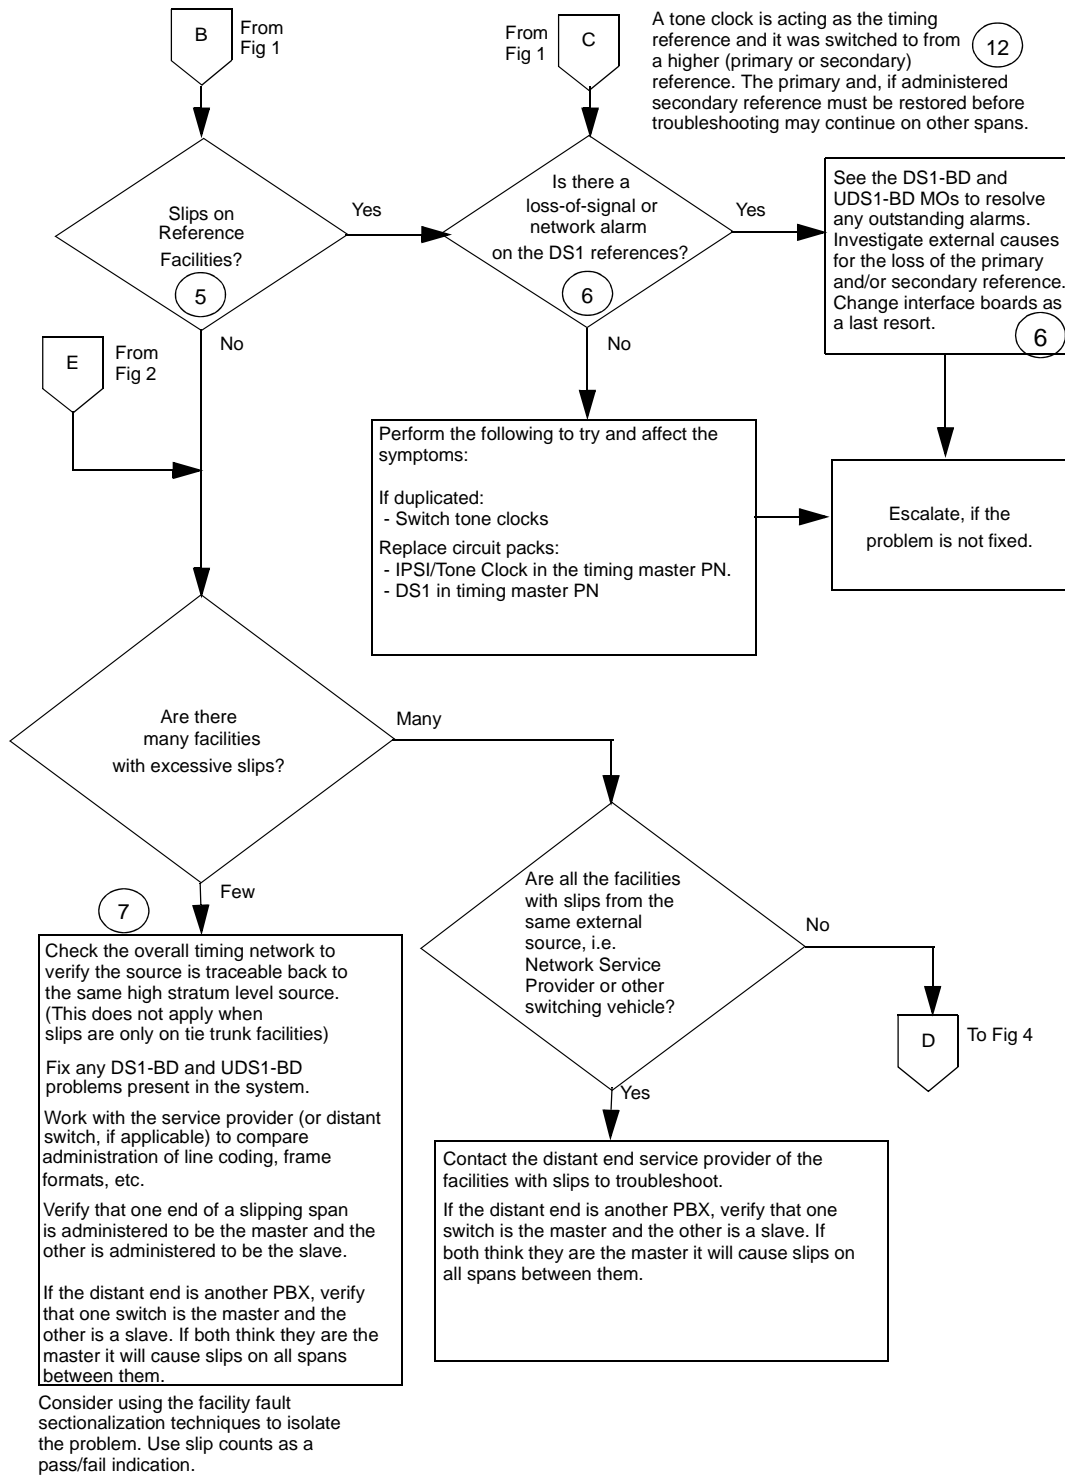 B
From
Fig 1
From
Fig 1
C
A tone clock is acting as the timing
reference and it was switched to from
a higher (primary or secondary)
reference. The primary and, if administered
secondary reference must be restored before
troubleshooting may continue on other spans.
12
Slips on
Reference
Facilities?
5
Yes
No
Is there a
loss-of-signal or
network alarm
on the DS1 references?
6
Yes
No
See the DS1-BD and
UDS1-BD MOs to resolve
any outstanding alarms.
Investigate external causes
for the loss of the primary
and/or secondary reference.
Change interface boards as
a last resort.
6
E
From
Fig 2
Perform the following to try and affect the
symptoms:
If duplicated:
- Switch tone clocks
Replace circuit packs:
- IPSI/Tone Clock in the timing master PN.
- DS1 in timing master PN
Escalate, if the
problem is not fixed.
Are there
many facilities
with excessive slips?
Many
Few
7
Check the overall timing network to
verify the source is traceable back to
the same high stratum level source.
(This does not apply when
slips are only on tie trunk facilities)
Fix any DS1-BD and UDS1-BD
problems present in the system.
Work with the service provider (or distant
switch, if applicable) to compare
administration of line coding, frame
formats, etc.
Verify that one end of a slipping span
is administered to be the master and the
other is administered to be the slave.
If the distant end is another PBX, verify
that one switch is the master and the
other is a slave. If both think they are the
master it will cause slips on all spans
between them.
Consider using the facility fault
sectionalization techniques to isolate
the problem. Use slip counts as a
pass/fail indication.
Are all the facilities
with slips from the
same external
source, i.e.
Network Service
Provider or other
switching vehicle?
No
D
To Fig 4
Yes
Contact the distant end service provider of the
facilities with slips to troubleshoot.
If the distant end is another PBX, verify that one
switch is the master and the other is a slave. If
both think they are the master it will cause slips on
all spans between them.